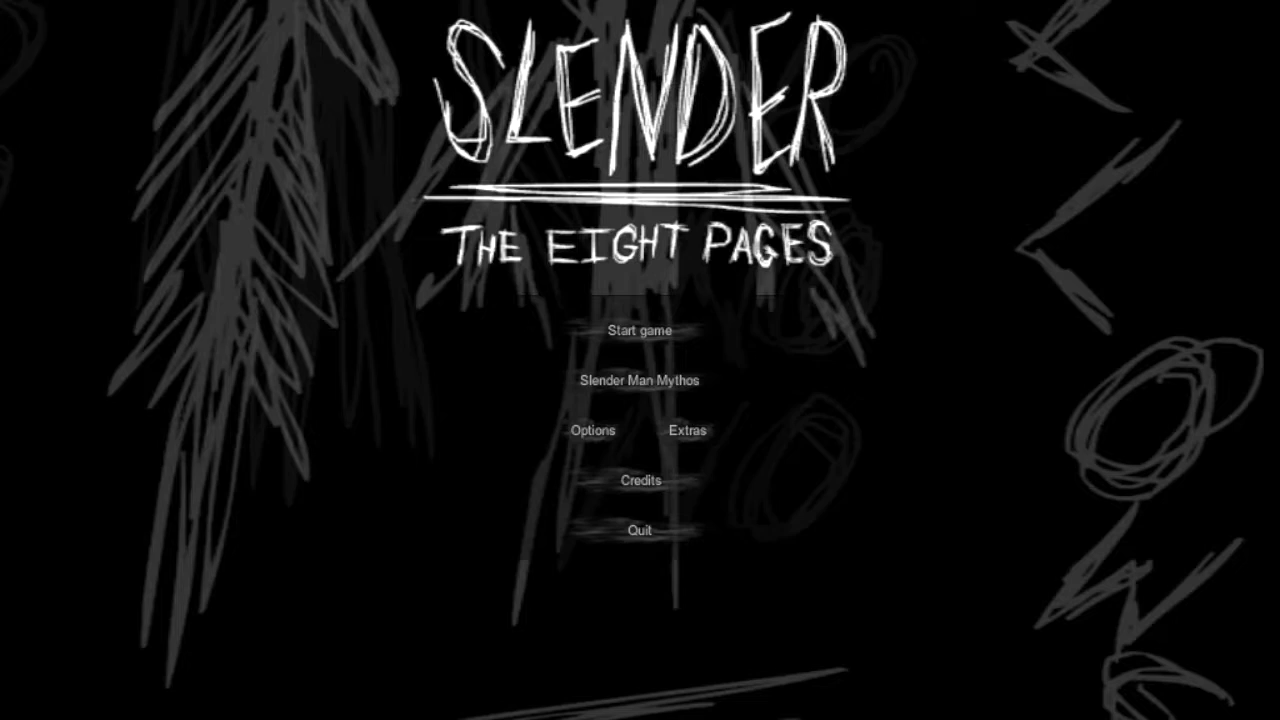 SLENDER
THE EIGHT PAGES
Start game
Slender Man Mythos
Options Extras
Credits
Quit